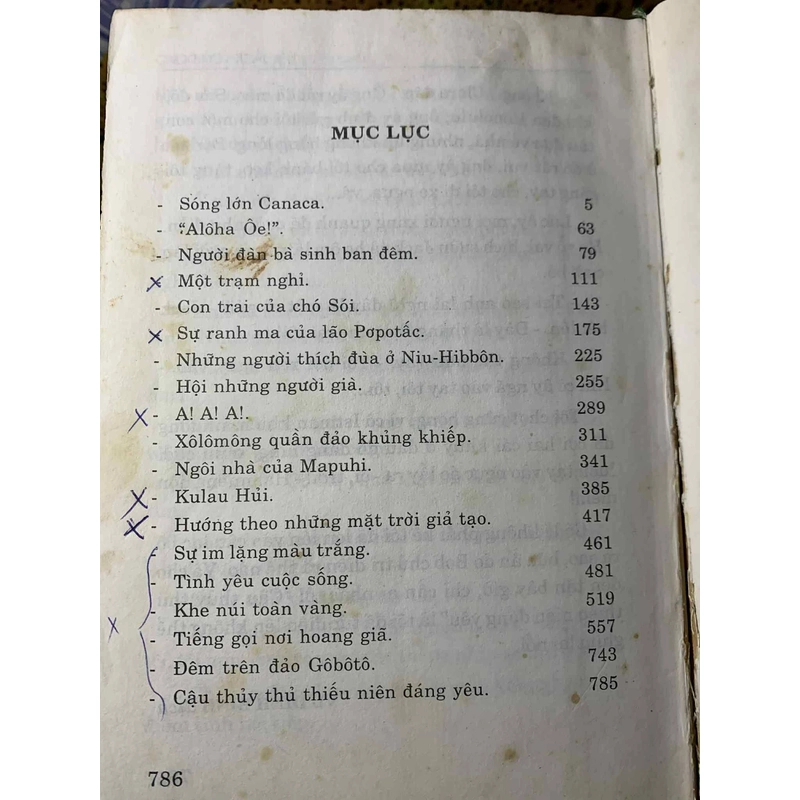 MỤC LỤC
- Sóng lớn Canaca. 5
- “Alôha Ôe!”. 63
- Người đàn bà sinh ban đêm. 79
x - Một trạm nghỉ. 111
- Con trai của chó Sói. 143
x - Sự ranh ma của lão Pơpotấc. 175
- Những người thích đùa ở Niu-Hibbôn. 225
- Hội những người già. 255
x - A! A! A!. 289
- Xôlômông quần đảo khủng khiếp. 311
- Ngôi nhà của Mapuhi. 341
x - Kulau Hủi. 385
x - Hướng theo những mặt trời giả tạo. 417
- Sự im lặng màu trắng. 461
- Tình yêu cuộc sống. 481
- Khe núi toàn vàng. 519
x - Tiếng gọi nơi hoang giã. 557
- Đêm trên đảo Gôbôtô. 743
- Cậu thủy thủ thiếu niên đáng yêu. 785
786